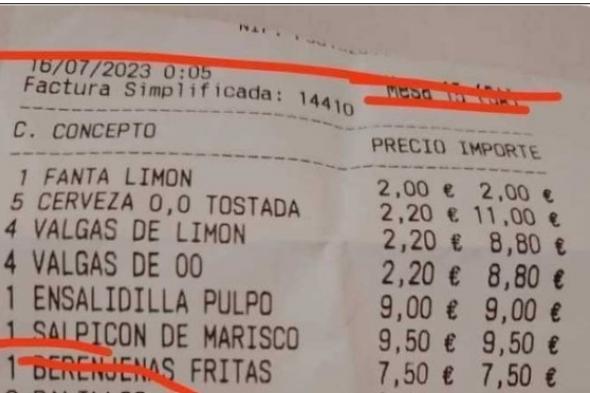 16/07/2023 0:05
Factura Simplificada: 14410
Mesa
C. CONCEPTO PRECIO IMPORTE
1 FANTA LIMON 2,00 € 2,00 €
5 CERVEZA 0,0 TOSTADA 2,20 € 11,00 €
4 VALGAS DE LIMON 2,20 € 8,80 €
4 VALGAS DE OO 2,20 € 8,80 €
1 ENSALIDILLA PULPO 9,00 € 9,00 €
1 SALPICON DE MARISCO 9,50 € 9,50 €
1 BERENJENAS FRITAS 7,50 € 7,50 €